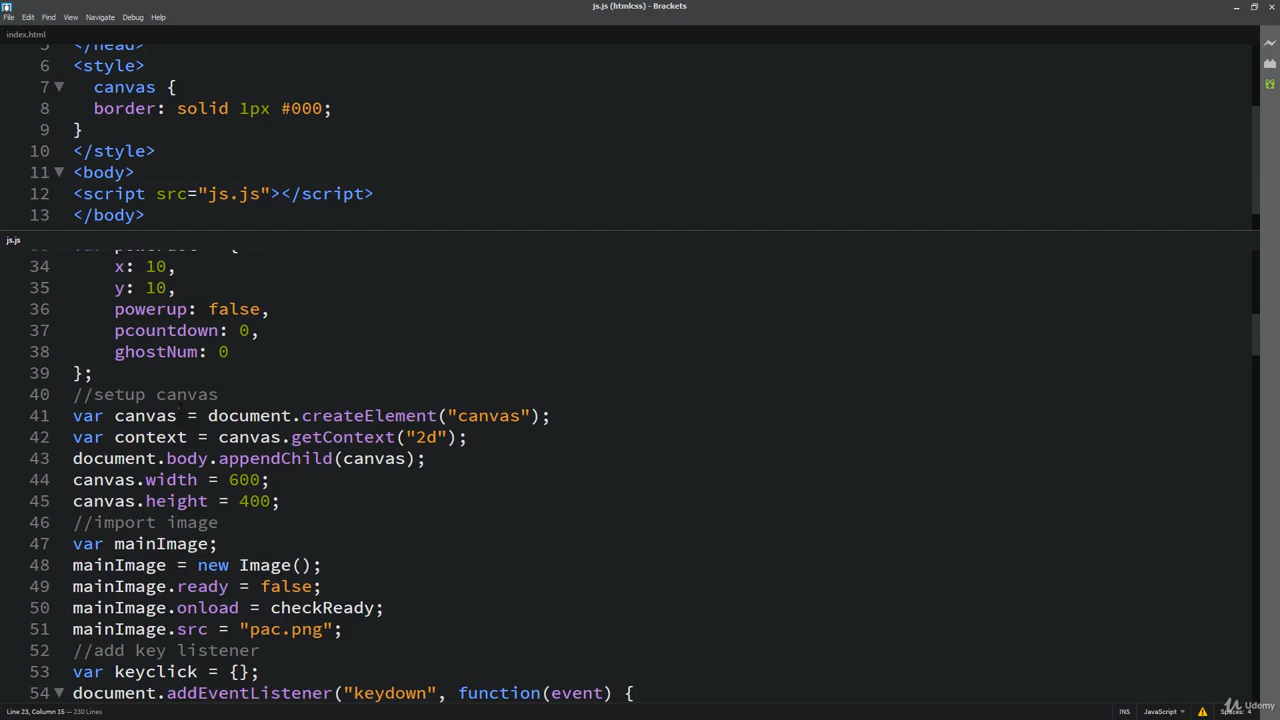 js.js (htmlcss) - Brackets
File Edit Find View Navigate Debug Help
index.html
5 </head>
6 <style>
7 canvas {
8 border: solid 1px #000;
9 }
10 </style>
11 <body>
12 <script src="js.js"></script>
13 </body>
js.js
34 x: 10,
35 y: 10,
36 powerup: false,
37 pcountdown: 0,
38 ghostNum: 0
39 };
40 //setup canvas
41 var canvas = document.createElement("canvas");
42 var context = canvas.getContext("2d");
43 document.body.appendChild(canvas);
44 canvas.width = 600;
45 canvas.height = 400;
46 //import image
47 var mainImage;
48 mainImage = new Image();
49 mainImage.ready = false;
50 mainImage.onload = checkReady;
51 mainImage.src = "pac.png";
52 //add key listener
53 var keyclick = {};
54 document.addEventListener("keydown", function(event) {
Line 23, Column 15 — 230 Lines
INS JavaScript Spaces: 4
Udemy